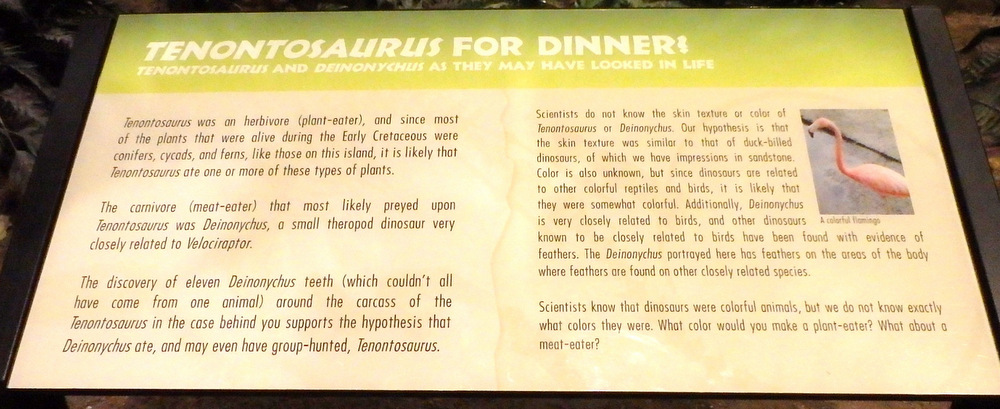 TENONTOSAURUS FOR DINNER?
TENONTOSAURUS AND DEINONYCHUS AS THEY MAY HAVE LOOKED IN LIFE
Tenontosaurus was an herbivore (plant-eater), and since most
of the plants that were alive during the Early Cretaceous were
conifers, cycads, and ferns, like those on this island, it is likely that
Tenontosaurus ate one or more of these types of plants.
The carnivore (meat-eater) that most likely preyed upon
Tenontosaurus was Deinonychus, a small theropod dinosaur very
closely related to Velociraptor.
The discovery of eleven Deinonychus teeth (which couldn't all
have come from one animal) around the carcass of the
Tenontosaurus in the case behind you supports the hypothesis that
Deinonychus ate, and may even have group-hunted, Tenontosaurus.
Scientists do not know the skin texture or color of
Tenontosaurus or Deinonychus. Our hypothesis is that
the skin texture was similar to that of duck-billed
dinosaurs, of which we have impressions in sandstone.
Color is also unknown, but since dinosaurs are related
to other colorful reptiles and birds, it is likely that
they were somewhat colorful. Additionally, Deinonychus
is very closely related to birds, and other dinosaurs
known to be closely related to birds have been found with evidence of
feathers. The Deinonychus portrayed here has feathers on the areas of the body
where feathers are found on other closely related species.
A colorful flamingo
Scientists know that dinosaurs were colorful animals, but we do not know exactly
what colors they were. What color would you make a plant-eater? What about a
meat-eater?